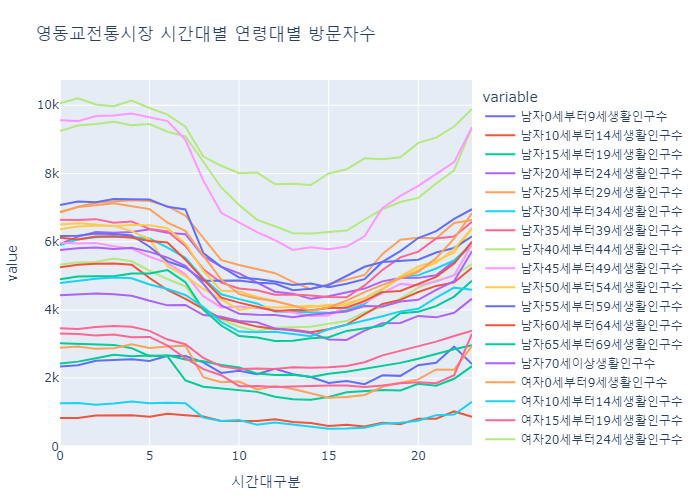 영동교전통시장 시간대별 연령대별 방문자수
variable
남자0세부터9세생활인구수
남자10세부터14세생활인구수
남자15세부터19세생활인구수
남자20세부터24세생활인구수
남자25세부터29세생활인구수
남자30세부터34세생활인구수
남자35세부터39세생활인구수
남자40세부터44세생활인구수
남자45세부터49세생활인구수
남자50세부터54세생활인구수
남자55세부터59세생활인구수
남자60세부터64세생활인구수
남자65세부터69세생활인구수
남자70세이상생활인구수
여자0세부터9세생활인구수
여자10세부터14세생활인구수
여자15세부터19세생활인구수
여자20세부터24세생활인구수
value
10k
8k
6k
4k
2k
0
0
5
10
15
20
시간대구분